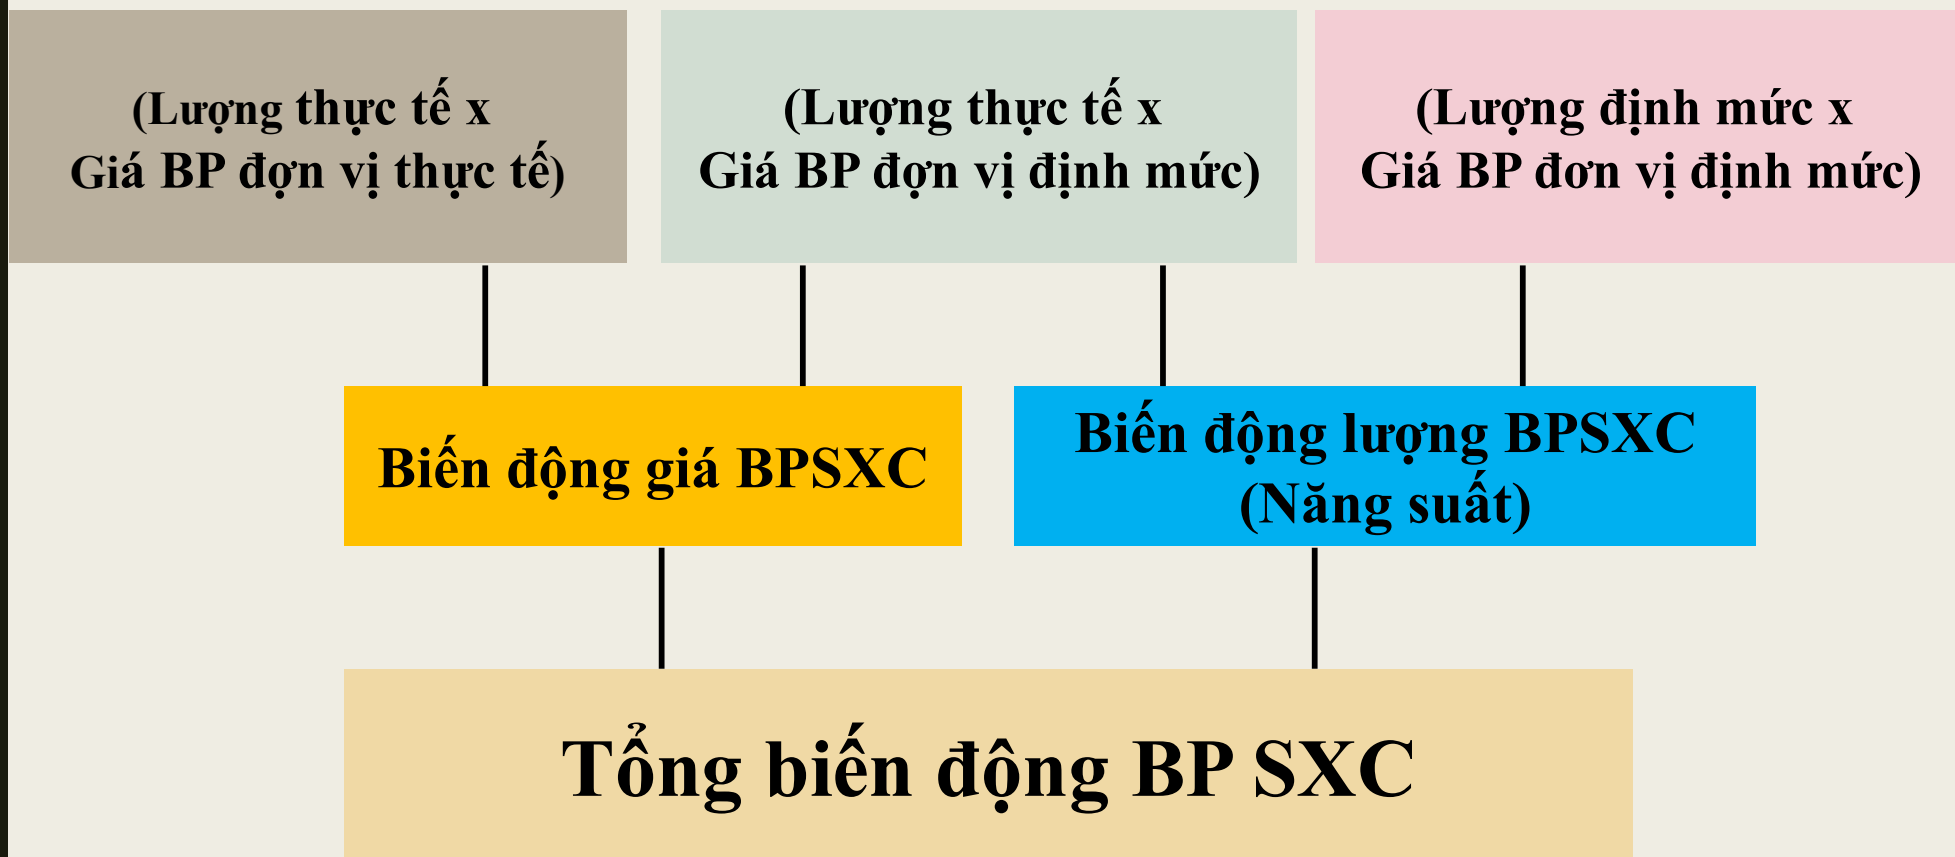 (Lượng thực tế x
Giá BP đợn vị thực tế)
(Lượng thực tế x
Giá BP đợn vị định mức)
(Lượng định mức x
Giá BP đơn vị định mức)
Biến động giá BPSXC
Biến động lượng BPSXC
(Năng suất)
Tổng biến động BP SXC